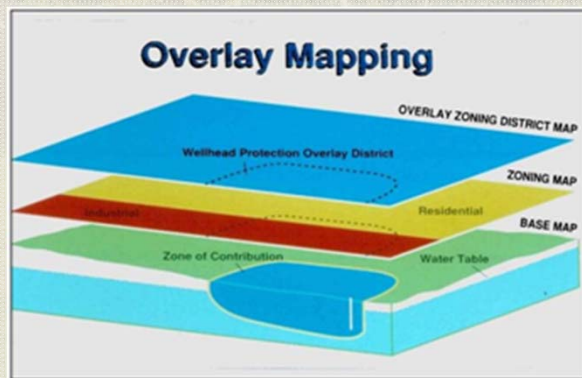 Overlay Mapping
OVERLAY ZONING DISTRICT MAP
Wellhead Protection Overlay District
ZONING MAP
Industrial
Residential
BASE MAP
Zone of Contribution
Water Table